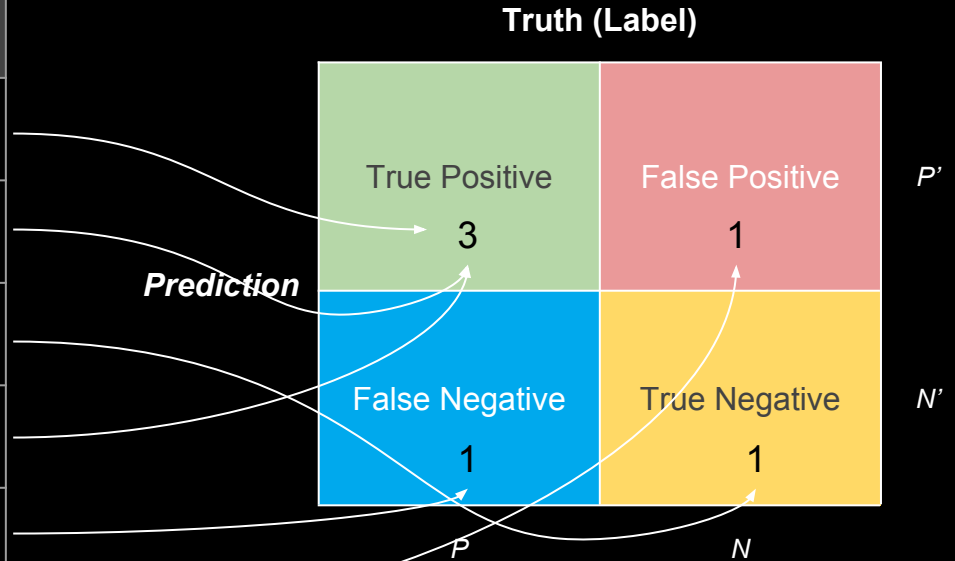 Truth (Label)
True Positive
3
False Positive
1
P’
Prediction
False Negative
1
True Negative
1
N’
P
N